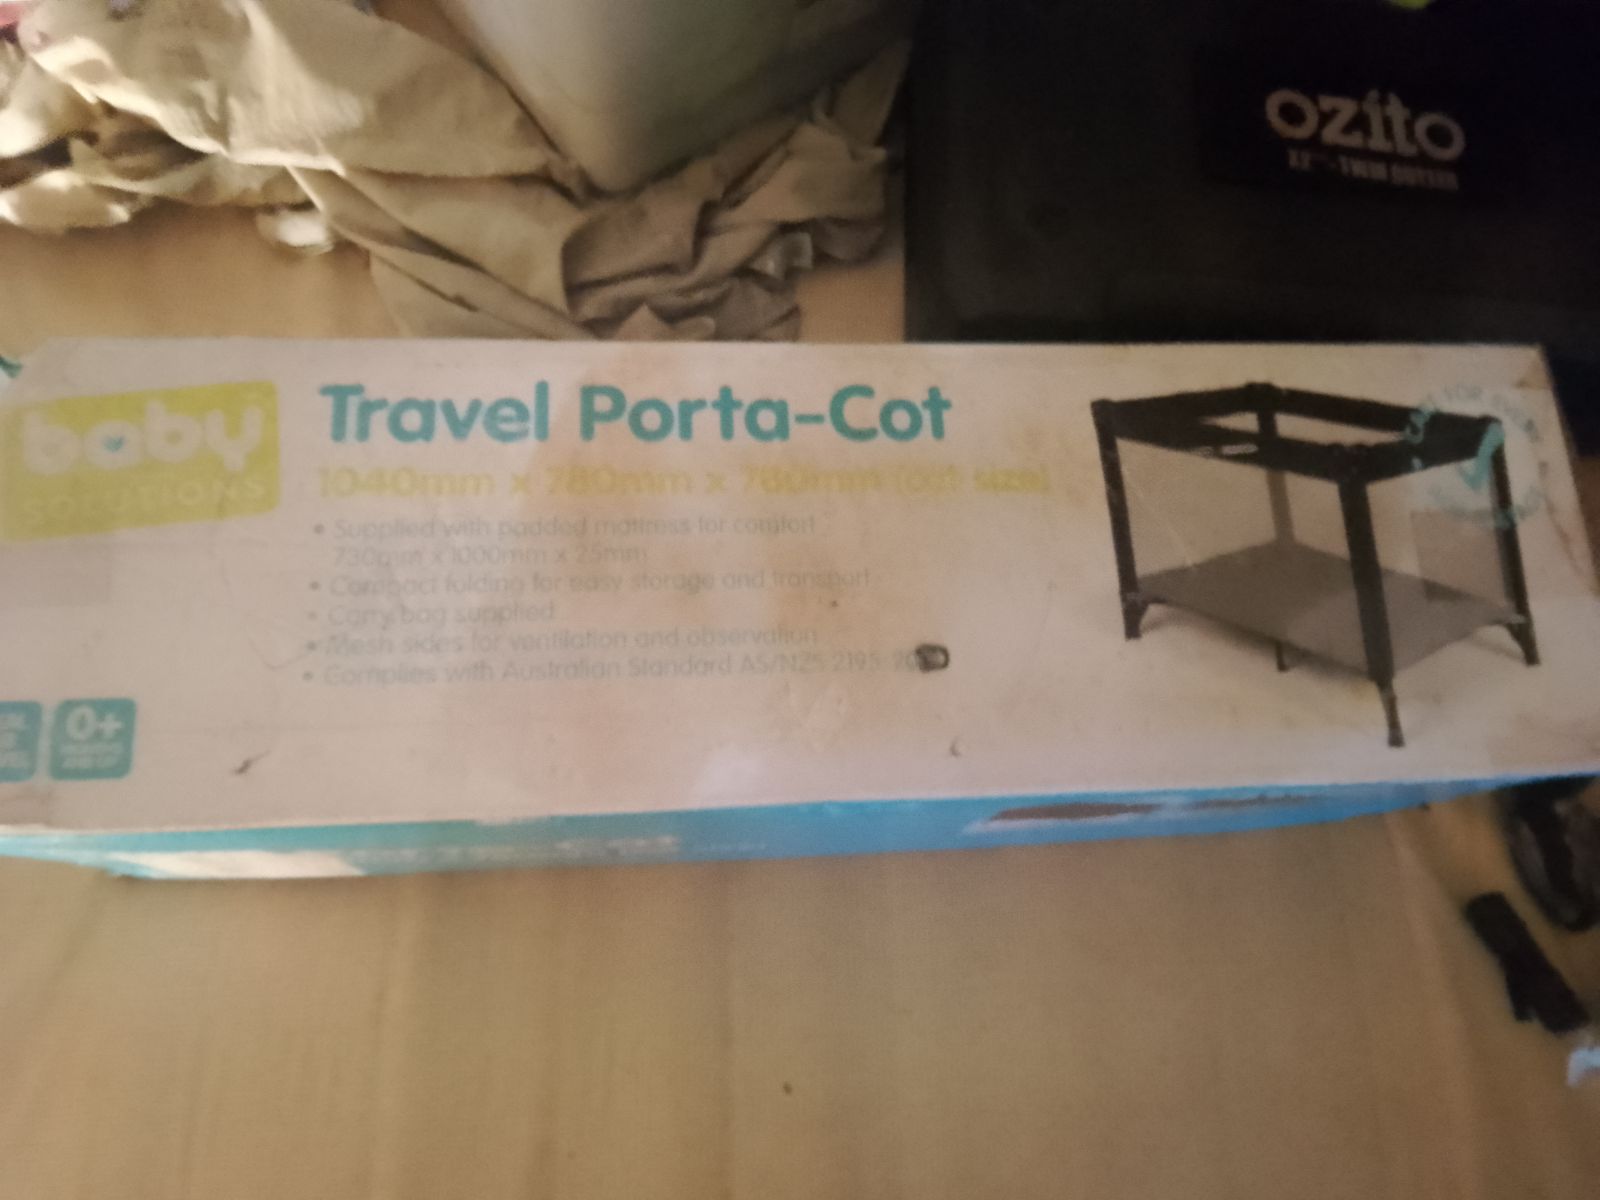 ozito
baby
SOLUTIONS
Travel Porta-Cot
1040mm x 780mm x 780mm (cot size)
• Supplied with padded mattress for comfort
730mm x 1000mm x 25mm
• Compact folding for easy storage and transport
• Carry bag supplied
• Mesh sides for ventilation and observation
• Complies with Australian Standard AS/NZS 2195:
0+